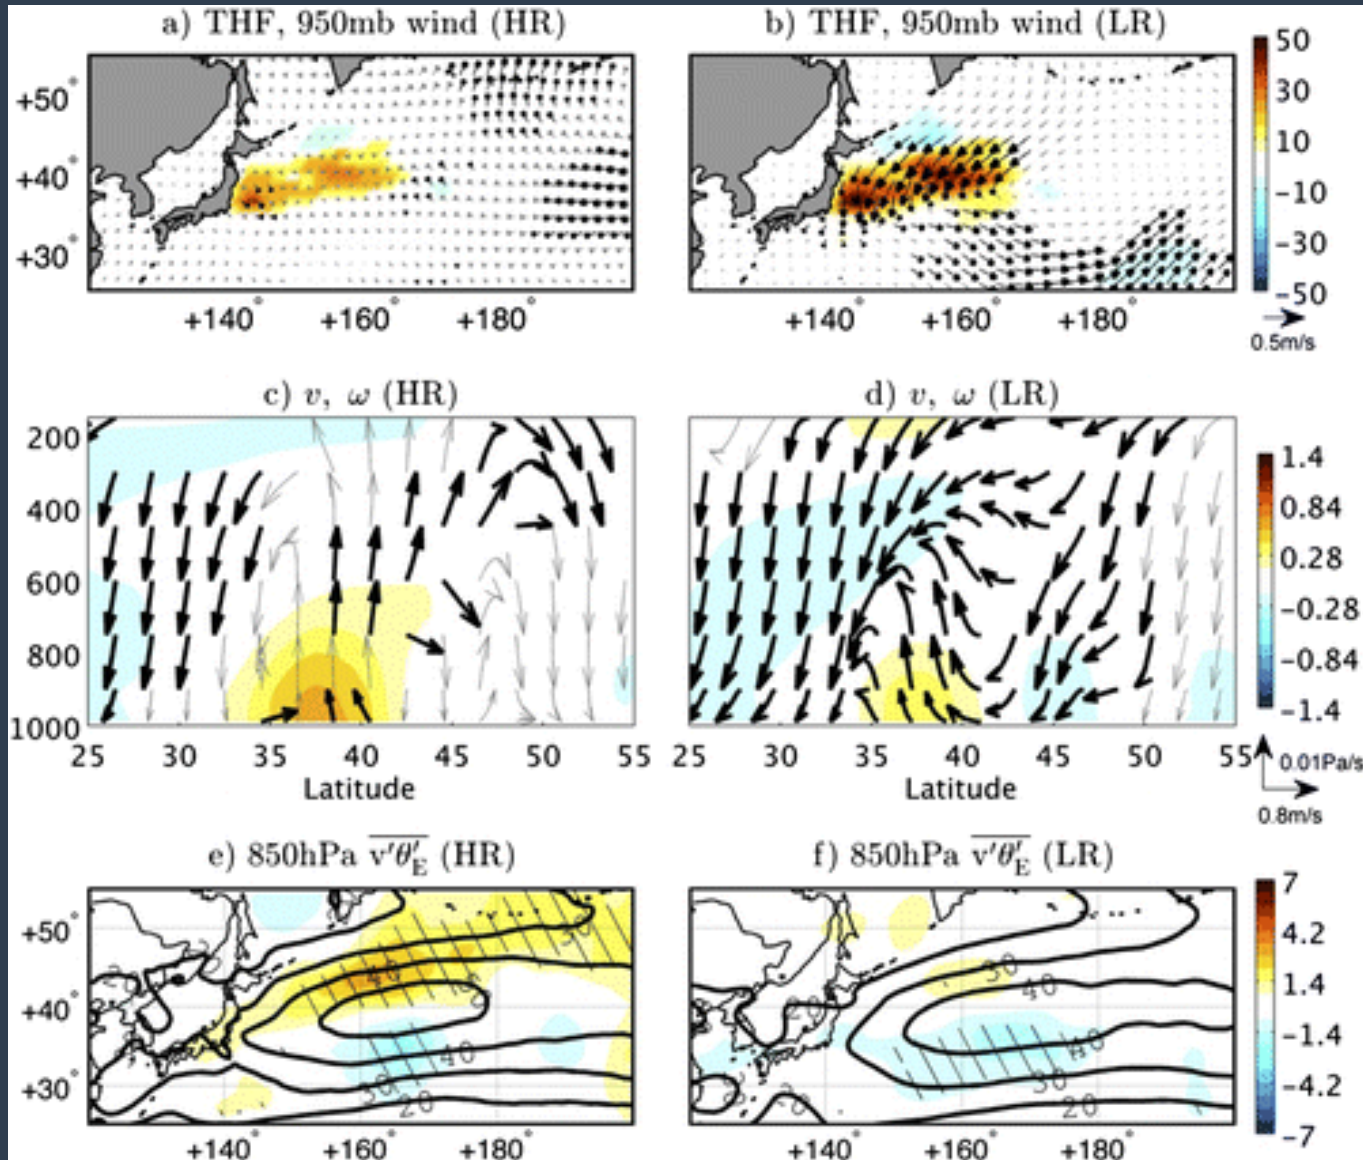 a) THF, 950mb wind (HR)
b) THF, 950mb wind (LR)
+50°
+40°
+30°
+140° +160° +180°
+140° +160° +180°
50
30
10
−10
−30
−50
0.5m/s
c) v, ω (HR)
d) v, ω (LR)
200
400
600
800
1000
25 30 35 40 45 50 55
Latitude
25 30 35 40 45 50 55
Latitude
1.4
0.84
0.28
−0.28
−0.84
−1.4
0.01Pa/s
0.8m/s
e) 850hPa v′θ′E (HR)
f) 850hPa v′θ′E (LR)
+50°
+40°
+30°
40
40
30
20
30
40
20
40
30
20
+140° +160° +180°
+140° +160° +180°
7
4.2
1.4
−1.4
−4.2
−7